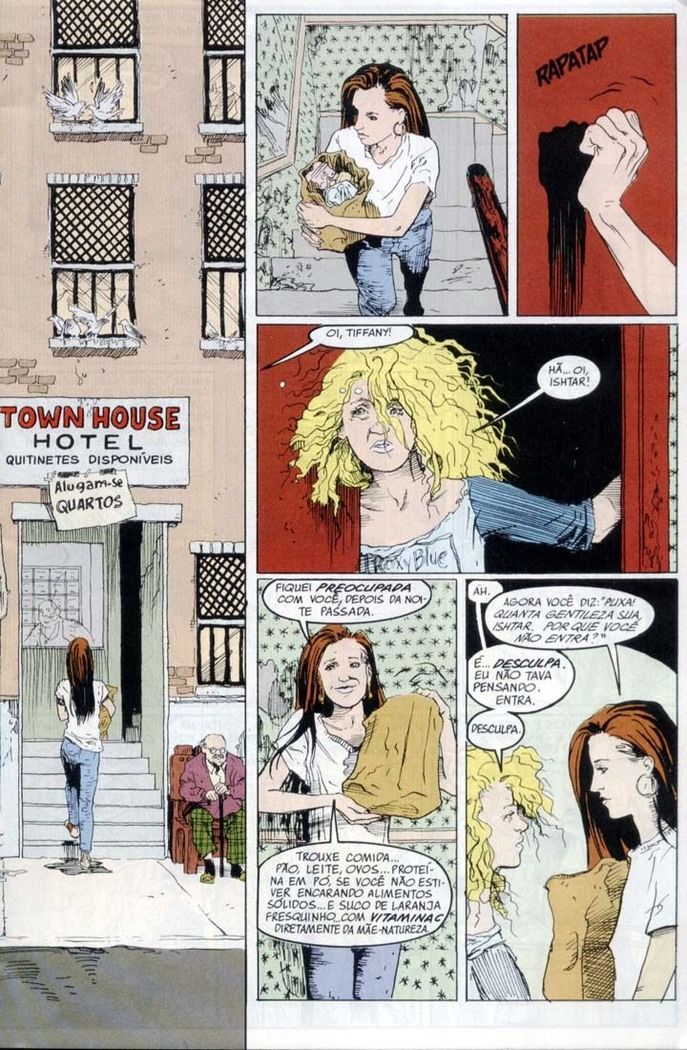 TOWN HOUSE
HOTEL
QUITINETES DISPONÍVEIS
Alugam-se
QUARTOS
RAPATAP
OI, TIFFANY!
HÃ... OI,
ISHTAR!
Roxy Blue
FIQUEI PREOCUPADA
COM VOCÊ, DEPOIS DA NOI-
TE PASSADA.
TROUXE COMIDA...
PÃO, LEITE, OVOS... PROTEÍ-
NA EM PÓ, SE VOCÊ NÃO ESTI-
VER ENCARANDO ALIMENTOS
SÓLIDOS... E SUCO DE LARANJA
FRESQUINHO... COM VITAMINA C
DIRETAMENTE DA MÃE-NATUREZA.
AH.
AGORA VOCÊ DIZ: "PUXA!
QUANTA GENTILEZA SUA,
ISHTAR. POR QUE VOCÊ
NÃO ENTRA?"
E... DESCULPA.
EU NÃO TAVA
PENSANDO.
ENTRA.
DESCULPA.